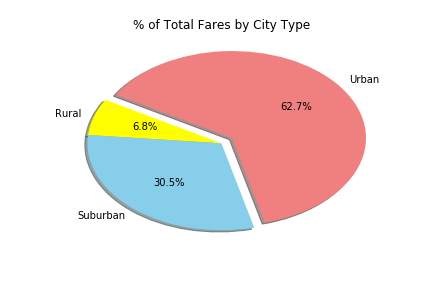 % of Total Fares by City Type
Urban
62.7%
Rural
6.8%
30.5%
Suburban